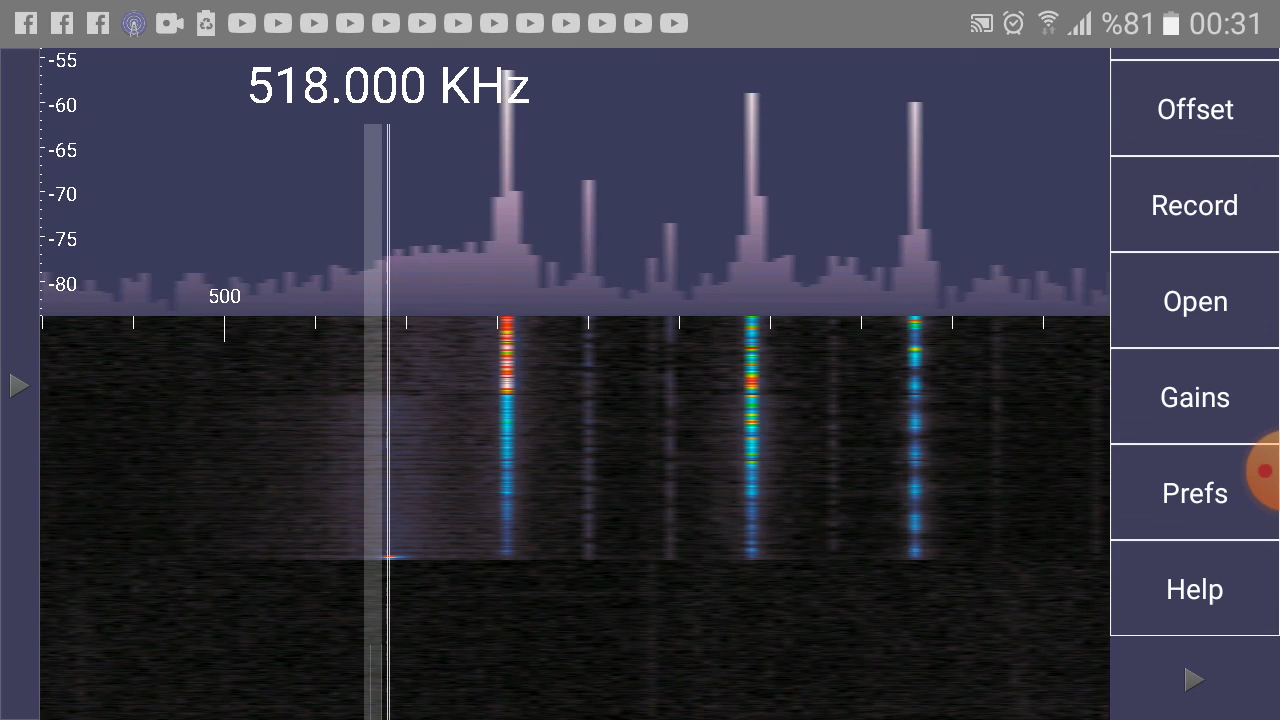 %81 00:31
518.000 KHz
-55
-60
-65
-70
-75
-80
500
Offset
Record
Open
Gains
Prefs
Help